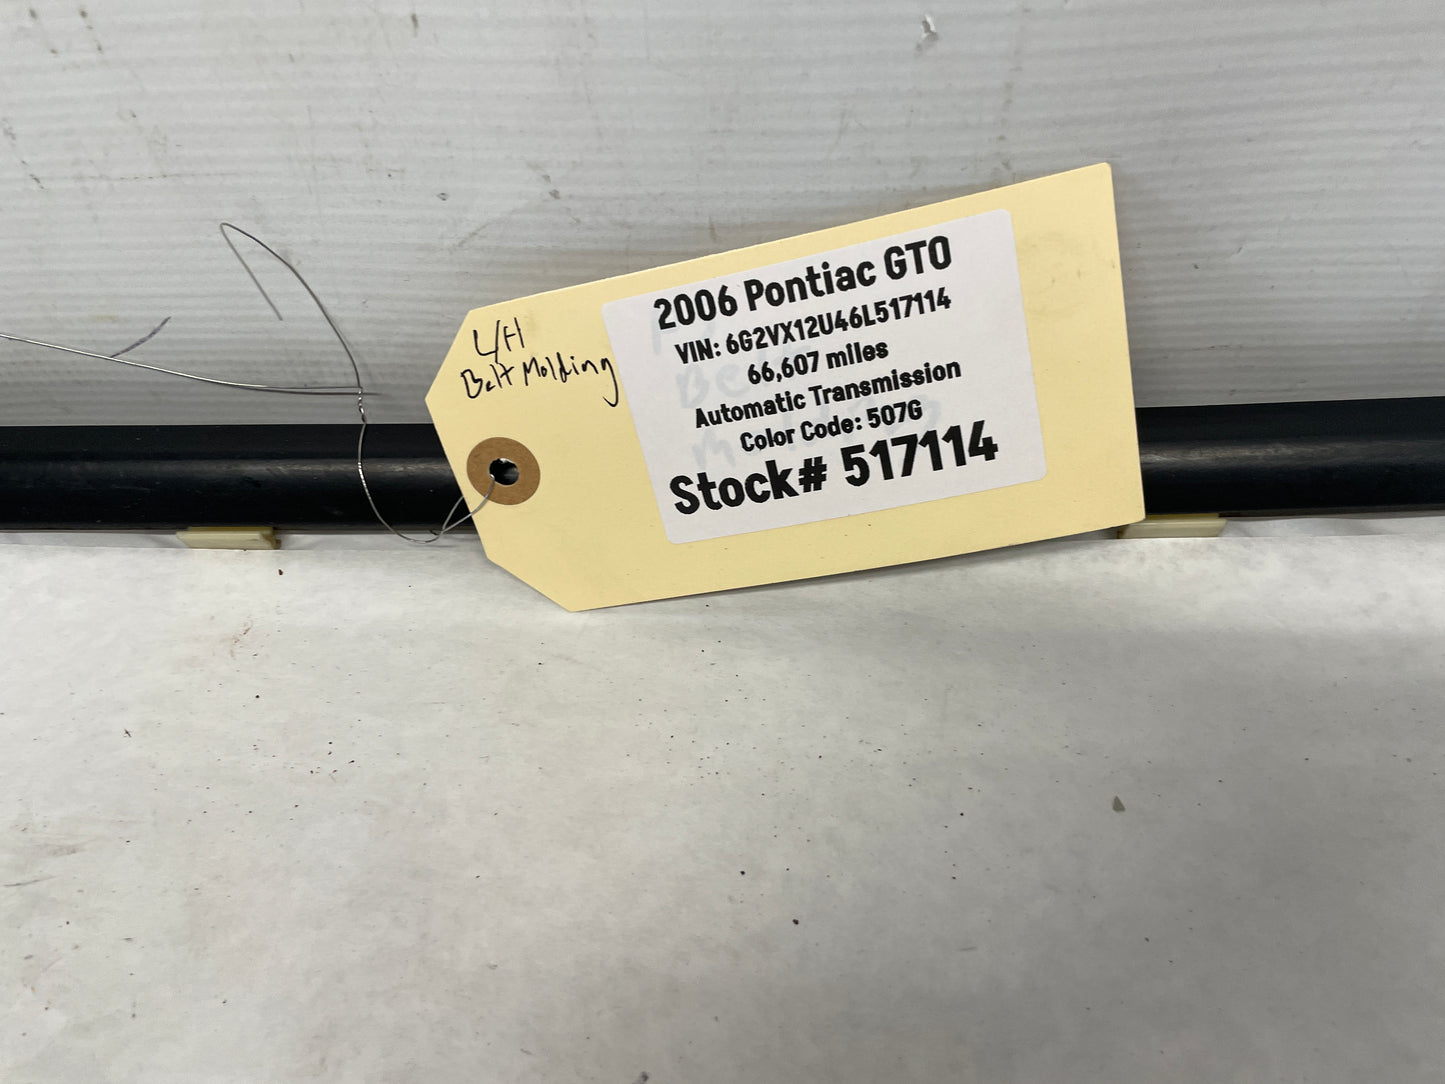 L/H
Belt Molding
2006 Pontiac GTO
VIN: 6G2VX12U46L517114
66,607 miles
Automatic Transmission
Color Code: 507G
Stock# 517114